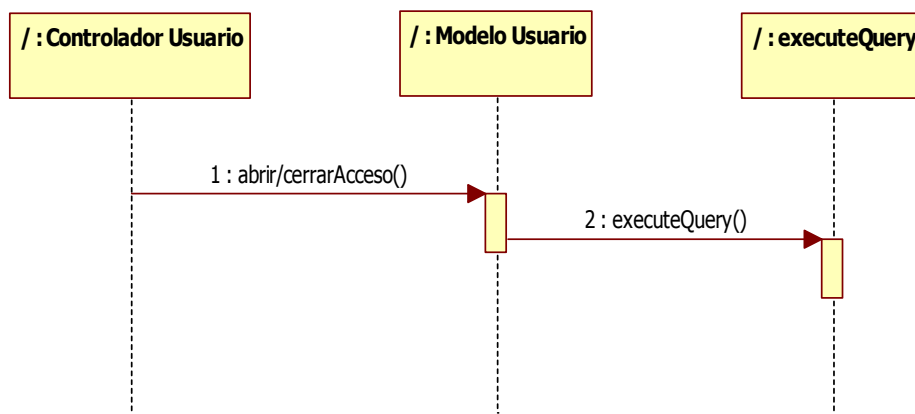 / : Controlador Usuario
/ : Modelo Usuario
/ : executeQuery
1 : abrir/cerrarAcceso()
2 : executeQuery()